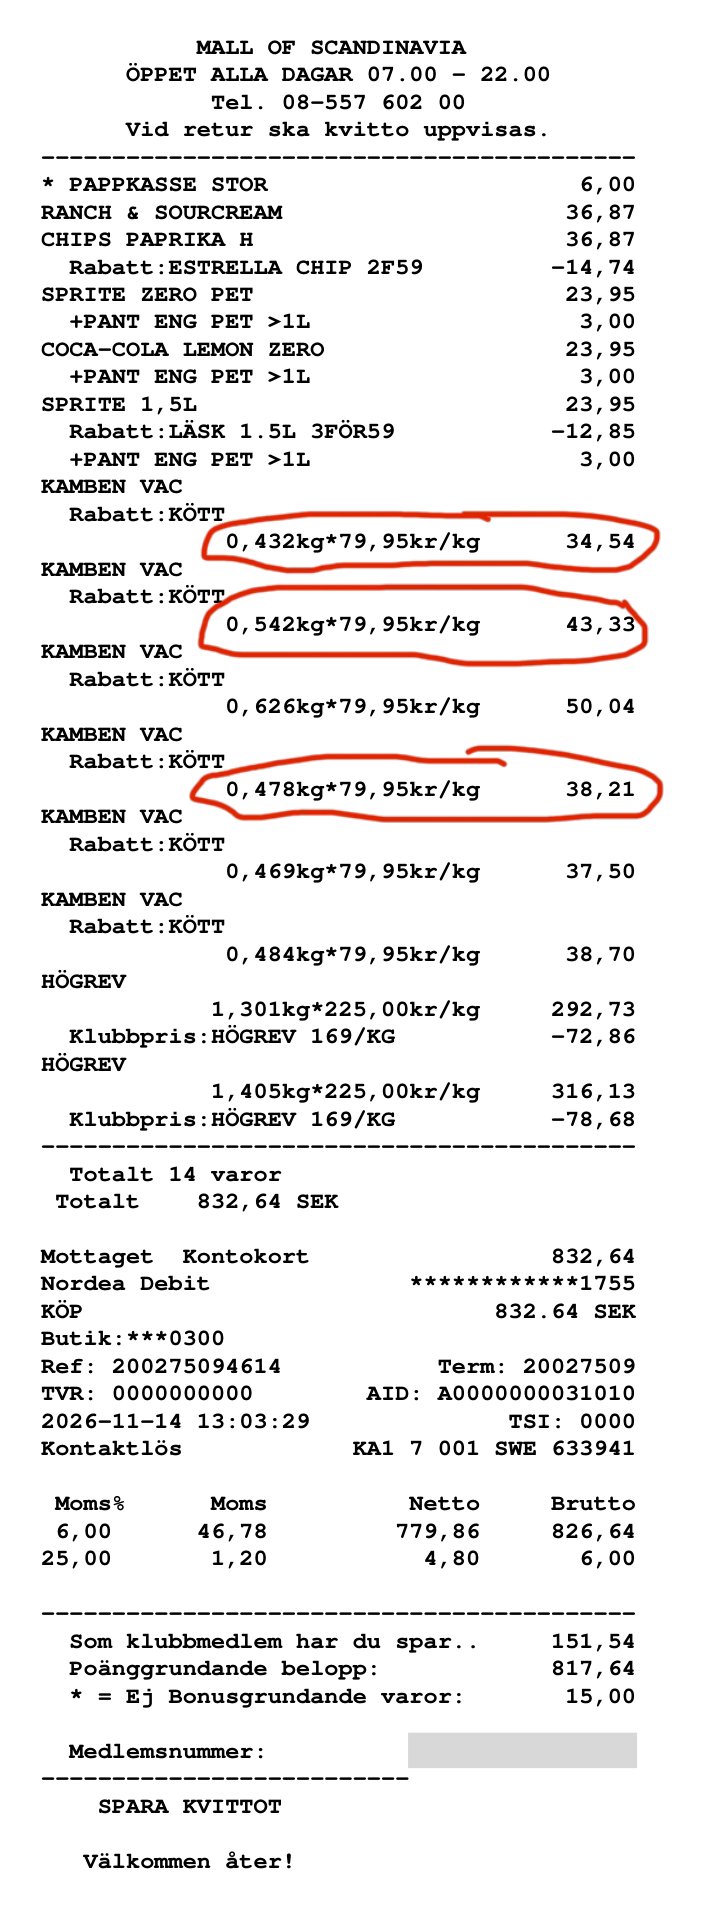 MALL OF SCANDINAVIA
ÖPPET ALLA DAGAR 07.00 - 22.00
Tel. 08-557 602 00
Vid retur ska kvitto uppvisas.
------------------------------------------
* PAPPKASSE STOR 6,00
RANCH & SOURCREAM 36,87
CHIPS PAPRIKA H 36,87
Rabatt:ESTRELLA CHIP 2F59 -14,74
SPRITE ZERO PET 23,95
+PANT ENG PET >1L 3,00
COCA-COLA LEMON ZERO 23,95
+PANT ENG PET >1L 3,00
SPRITE 1,5L 23,95
Rabatt:LÄSK 1.5L 3FÖR59 -12,85
+PANT ENG PET >1L 3,00
KAMBEN VAC
Rabatt:KÖTT
0,432kg*79,95kr/kg 34,54
KAMBEN VAC
Rabatt:KÖTT
0,542kg*79,95kr/kg 43,33
KAMBEN VAC
Rabatt:KÖTT
0,626kg*79,95kr/kg 50,04
KAMBEN VAC
Rabatt:KÖTT
0,478kg*79,95kr/kg 38,21
KAMBEN VAC
Rabatt:KÖTT
0,469kg*79,95kr/kg 37,50
KAMBEN VAC
Rabatt:KÖTT
0,484kg*79,95kr/kg 38,70
HÖGREV
1,301kg*225,00kr/kg 292,73
Klubbpris:HÖGREV 169/KG -72,86
HÖGREV
1,405kg*225,00kr/kg 316,13
Klubbpris:HÖGREV 169/KG -78,68
------------------------------------------
Totalt 14 varor
Totalt 832,64 SEK
Mottaget Kontokort 832,64
Nordea Debit ************1755
KÖP 832.64 SEK
Butik:***0300
Ref: 200275094614 Term: 20027509
TVR: 0000000000 AID: A0000000031010
2026-11-14 13:03:29 TSI: 0000
Kontaktlös KA1 7 001 SWE 633941
Moms% Moms Netto Brutto
6,00 46,78 779,86 826,64
25,00 1,20 4,80 6,00
------------------------------------------
Som klubbmedlem har du spar.. 151,54
Poänggrundande belopp: 817,64
* = Ej Bonusgrundande varor: 15,00
Medlemsnummer:
--------------------------
SPARA KVITTOT
Välkommen åter!